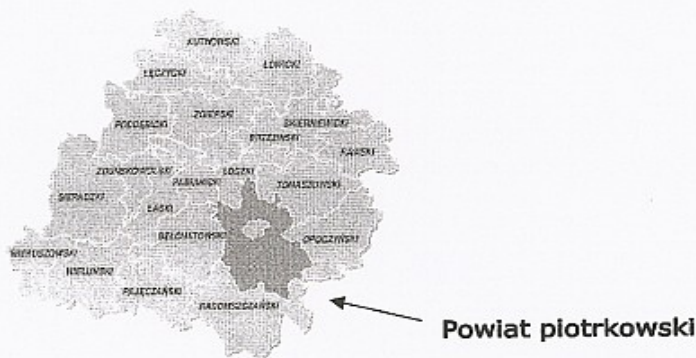 KUTNOWSKI
ŁĘCZYCKI
ŁOWICKI
ZGIERSKI
PODDĘBICKI
SKIERNIEWICKI
BRZEZIŃSKI
RAWSKI
ZDUŃSKOWOLSKI
ŁÓDZKI
PABIANICKI
TOMASZOWSKI
SIERADZKI
ŁASKI
BEŁCHATOWSKI
OPOCZYŃSKI
WIERUSZOWSKI
WIELUŃSKI
PAJĘCZAŃSKI
RADOMSZCZAŃSKI
Powiat piotrkowski